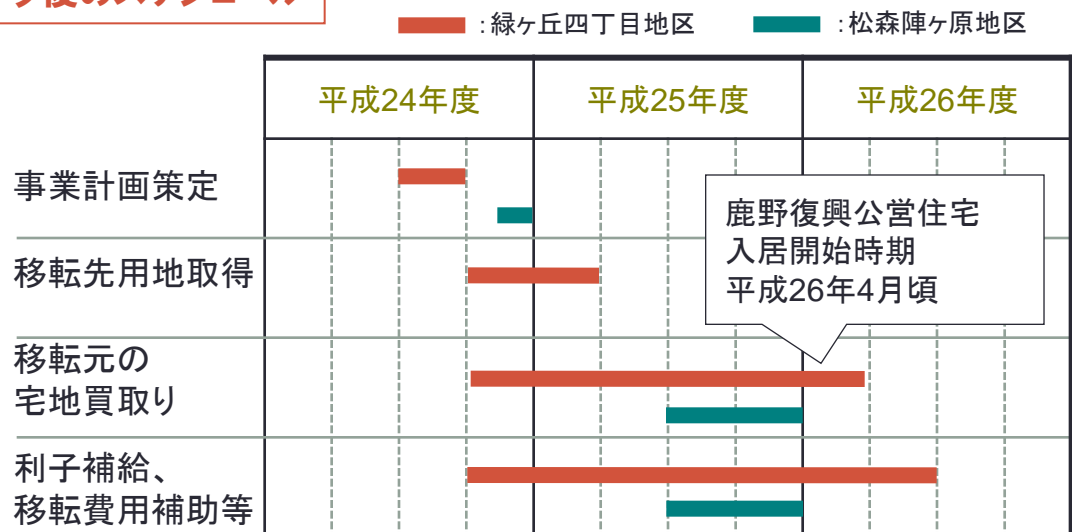 今後のスケジュール
:緑ヶ丘四丁目地区
:松森陣ヶ原地区
平成24年度
平成25年度
平成26年度
事業計画策定
鹿野復興公営住宅
入居開始時期
平成26年4月頃
移転先用地取得
移転元の
宅地買取り
利子補給、
移転費用補助等